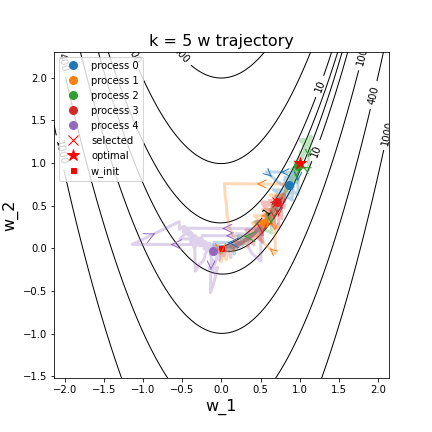 k = 5 w trajectory
process 0
process 1
process 2
process 3
process 4
selected
optimal
w_init
100
10
10
10
400
1000
1
w_2
2.0
1.5
1.0
0.5
0.0
−0.5
−1.0
−1.5
−2.0 −1.5 −1.0 −0.5 0.0 0.5 1.0 1.5 2.0
w_1